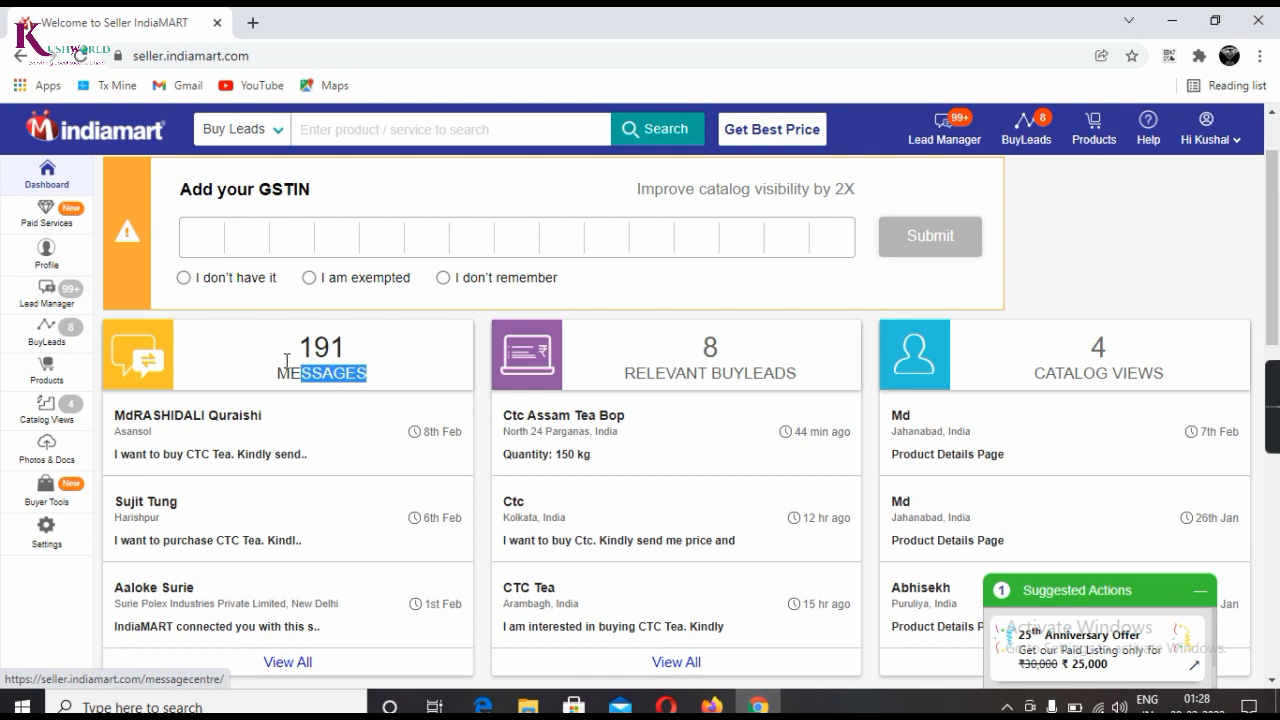 Welcome to Seller IndiaMART
KUSHWORLD
seller.indiamart.com
Apps
Tx Mine
Gmail
YouTube
Maps
Reading list
indiamart
Buy Leads
Enter product / service to search
Search
Get Best Price
99+
Lead Manager
8
BuyLeads
Products
Help
Hi Kushal
Dashboard
New
Paid Services
Profile
99+
Lead Manager
8
BuyLeads
Products
4
Catalog Views
Photos & Docs
New
Buyer Tools
Settings
Add your GSTIN
Improve catalog visibility by 2X
Submit
I don't have it
I am exempted
I don't remember
191
MESSAGES
MdRASHIDALI Quraishi
Asansol
8th Feb
I want to buy CTC Tea. Kindly send..
Sujit Tung
Harishpur
6th Feb
I want to purchase CTC Tea. Kindl..
Aaloke Surie
Surie Polex Industries Private Limited, New Delhi
1st Feb
IndiaMART connected you with this s..
View All
8
RELEVANT BUYLEADS
Ctc Assam Tea Bop
North 24 Parganas, India
44 min ago
Quantity: 150 kg
Ctc
Kolkata, India
12 hr ago
I want to buy Ctc. Kindly send me price and
CTC Tea
Arambagh, India
15 hr ago
I am interested in buying CTC Tea. Kindly
View All
4
CATALOG VIEWS
Md
Jahanabad, India
7th Feb
Product Details Page
Md
Jahanabad, India
26th Jan
Product Details Page
Abhisekh
Puruliya, India
Jan
Product Details P
1
Suggested Actions
25th Anniversary Offer
Get our Paid Listing only for
₹30,000 ₹ 25,000
Activate Windows
Go to Settings to activate Windows.
https://seller.indiamart.com/messagecentre/
Type here to search
ENG
01:28